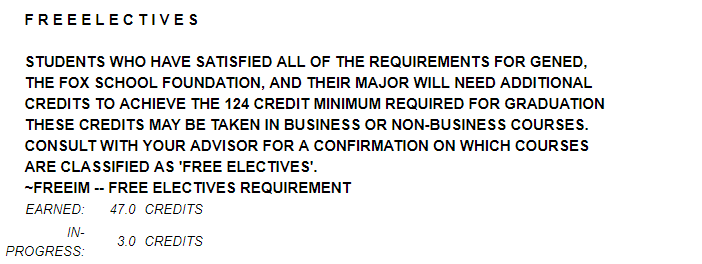 F R E E E L E C T I V E S
STUDENTS WHO HAVE SATISFIED ALL OF THE REQUIREMENTS FOR GENED,
THE FOX SCHOOL FOUNDATION, AND THEIR MAJOR WILL NEED ADDITIONAL
CREDITS TO ACHIEVE THE 124 CREDIT MINIMUM REQUIRED FOR GRADUATION
THESE CREDITS MAY BE TAKEN IN BUSINESS OR NON-BUSINESS COURSES.
CONSULT WITH YOUR ADVISOR FOR A CONFIRMATION ON WHICH COURSES
ARE CLASSIFIED AS 'FREE ELECTIVES'.
~FREEIM -- FREE ELECTIVES REQUIREMENT
EARNED: 47.0 CREDITS
IN-
PROGRESS: 3.0 CREDITS